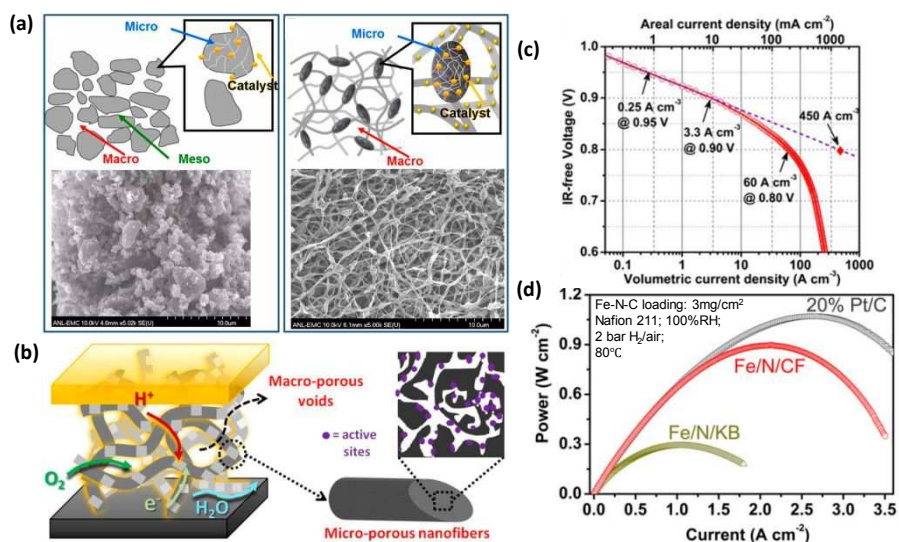 (a)
Micro
Catalyst
Macro
Meso
ANL-EMC 10.0kV 4.8mm x5.02k SE(U)
10.0um
Micro
Catalyst
Macro
ANL-EMC 10.0kV 6.1mm x5.00k SE(U)
10.0um
(b)
H⁺
O₂
e⁻
H₂O
Macro-porous
voids
= active
sites
Micro-porous nanofibers
(c)
Areal current density (mA cm⁻²)
1 10 100 1000
IR-free Voltage (V)
1.0
0.9
0.8
0.7
0.6
0.25 A cm⁻³
@ 0.95 V
3.3 A cm⁻³
@ 0.90 V
450 A cm⁻³
60 A cm⁻³
@ 0.80 V
0.1 1 10 100 1000
Volumetric current density (A cm⁻³)
(d)
Power (W cm⁻²)
1.2
0.9
0.6
0.3
0.0
Fe-N-C loading: 3mg/cm²
Nafion 211; 100%RH;
2 bar H₂/air;
80℃
20% Pt/C
Fe/N/CF
Fe/N/KB
0.0 0.5 1.0 1.5 2.0 2.5 3.0 3.5
Current (A cm⁻²)